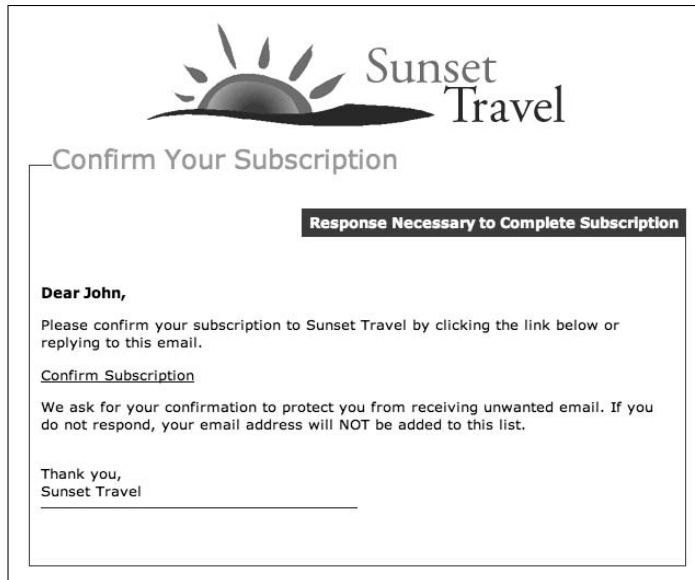 Sunset
Travel
Confirm Your Subscription
Response Necessary to Complete Subscription
Dear John,
Please confirm your subscription to Sunset Travel by clicking the link below or
replying to this email.
Confirm Subscription
We ask for your confirmation to protect you from receiving unwanted email. If you
do not respond, your email address will NOT be added to this list.
Thank you,
Sunset Travel